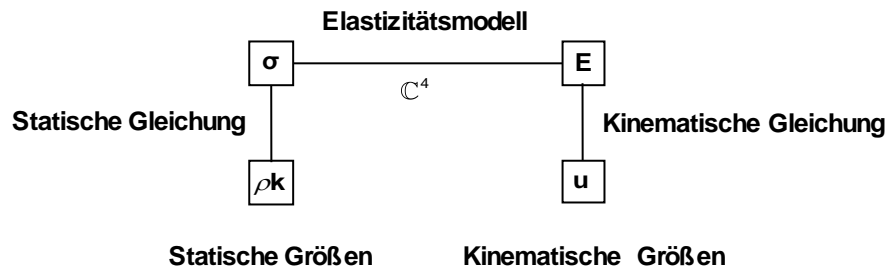 Elastizitätsmodell
σ E
ℂ⁴
Statische Gleichung Kinematische Gleichung
ρk u
Statische Größen Kinematische Größen